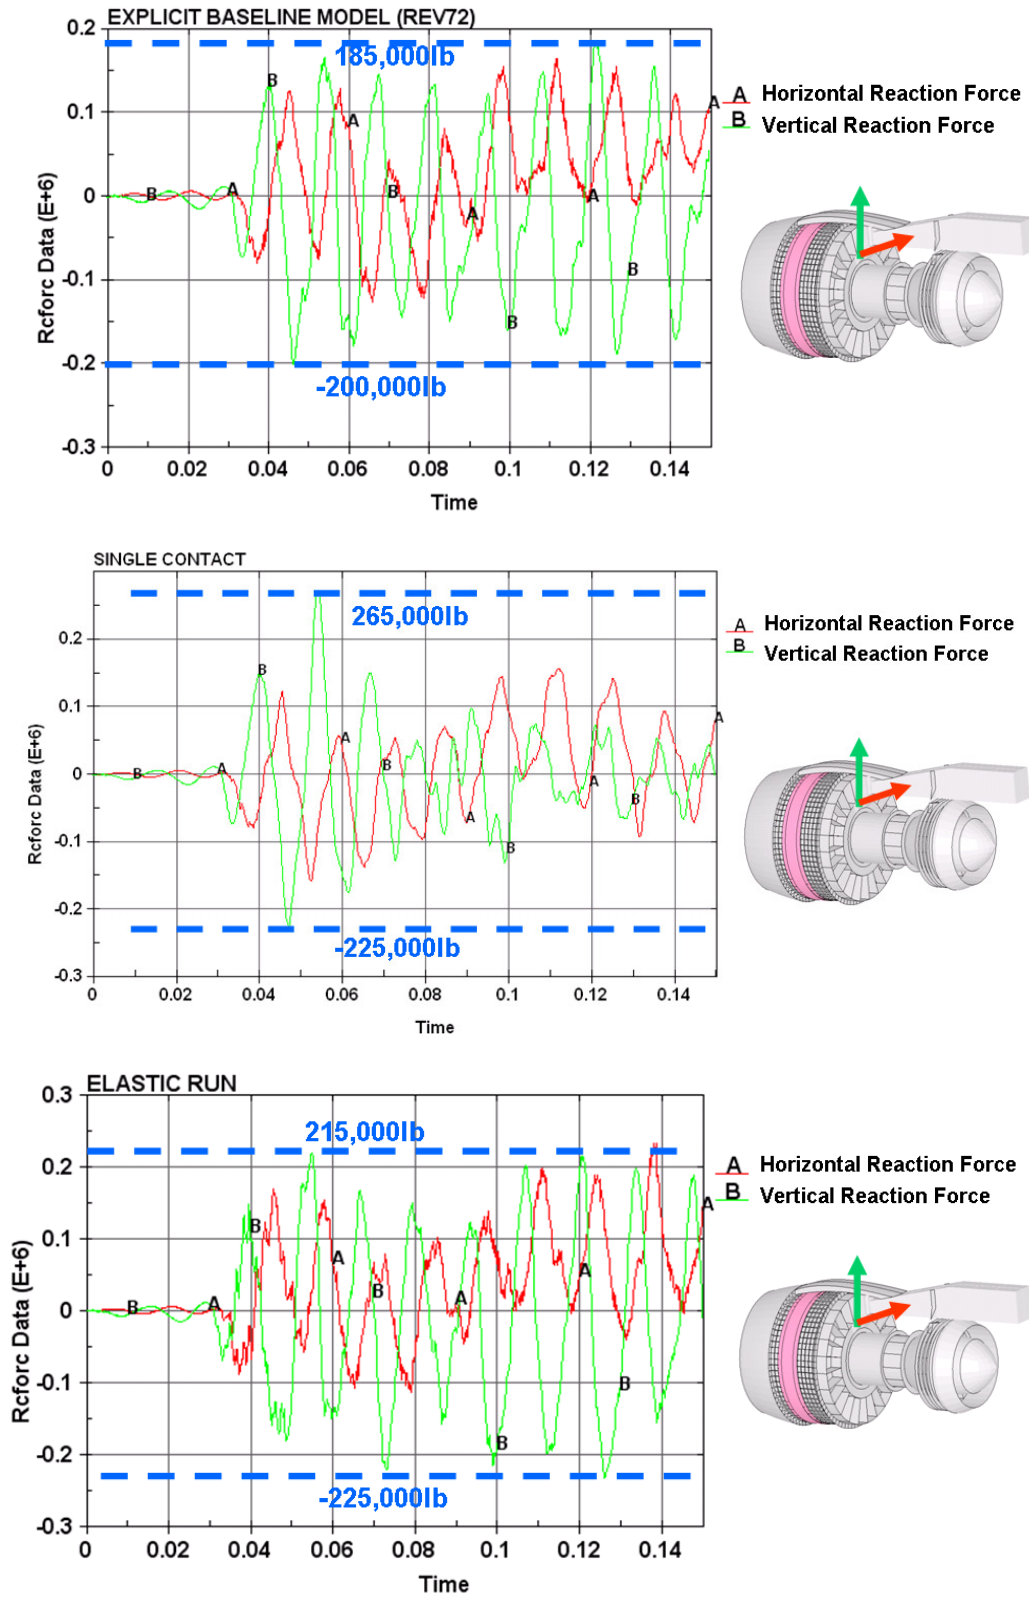 EXPLICIT BASELINE MODEL (REV72)
0.2
185,000lb
B
A Horizontal Reaction Force
B Vertical Reaction Force
0.1
A
A
0
B
A
B
A
A
-0.1
B
B
-0.2
-200,000lb
-0.3
Rcforc Data (E+6)
0 0.02 0.04 0.06 0.08 0.1 0.12 0.14
Time
SINGLE CONTACT
265,000lb
A Horizontal Reaction Force
B Vertical Reaction Force
0.2
B
0.1
A
A
0
B
A
B
A
B
-0.1
A
B
-0.2
-225,000lb
-0.3
Rcforc Data (E+6)
0 0.02 0.04 0.06 0.08 0.1 0.12 0.14
Time
ELASTIC RUN
0.3
215,000lb
A Horizontal Reaction Force
B Vertical Reaction Force
0.2
A
B
0.1
A
A
B
A
0
B
A
-0.1
B
B
-0.2
-225,000lb
-0.3
Rcforc Data (E+6)
0 0.02 0.04 0.06 0.08 0.1 0.12 0.14
Time